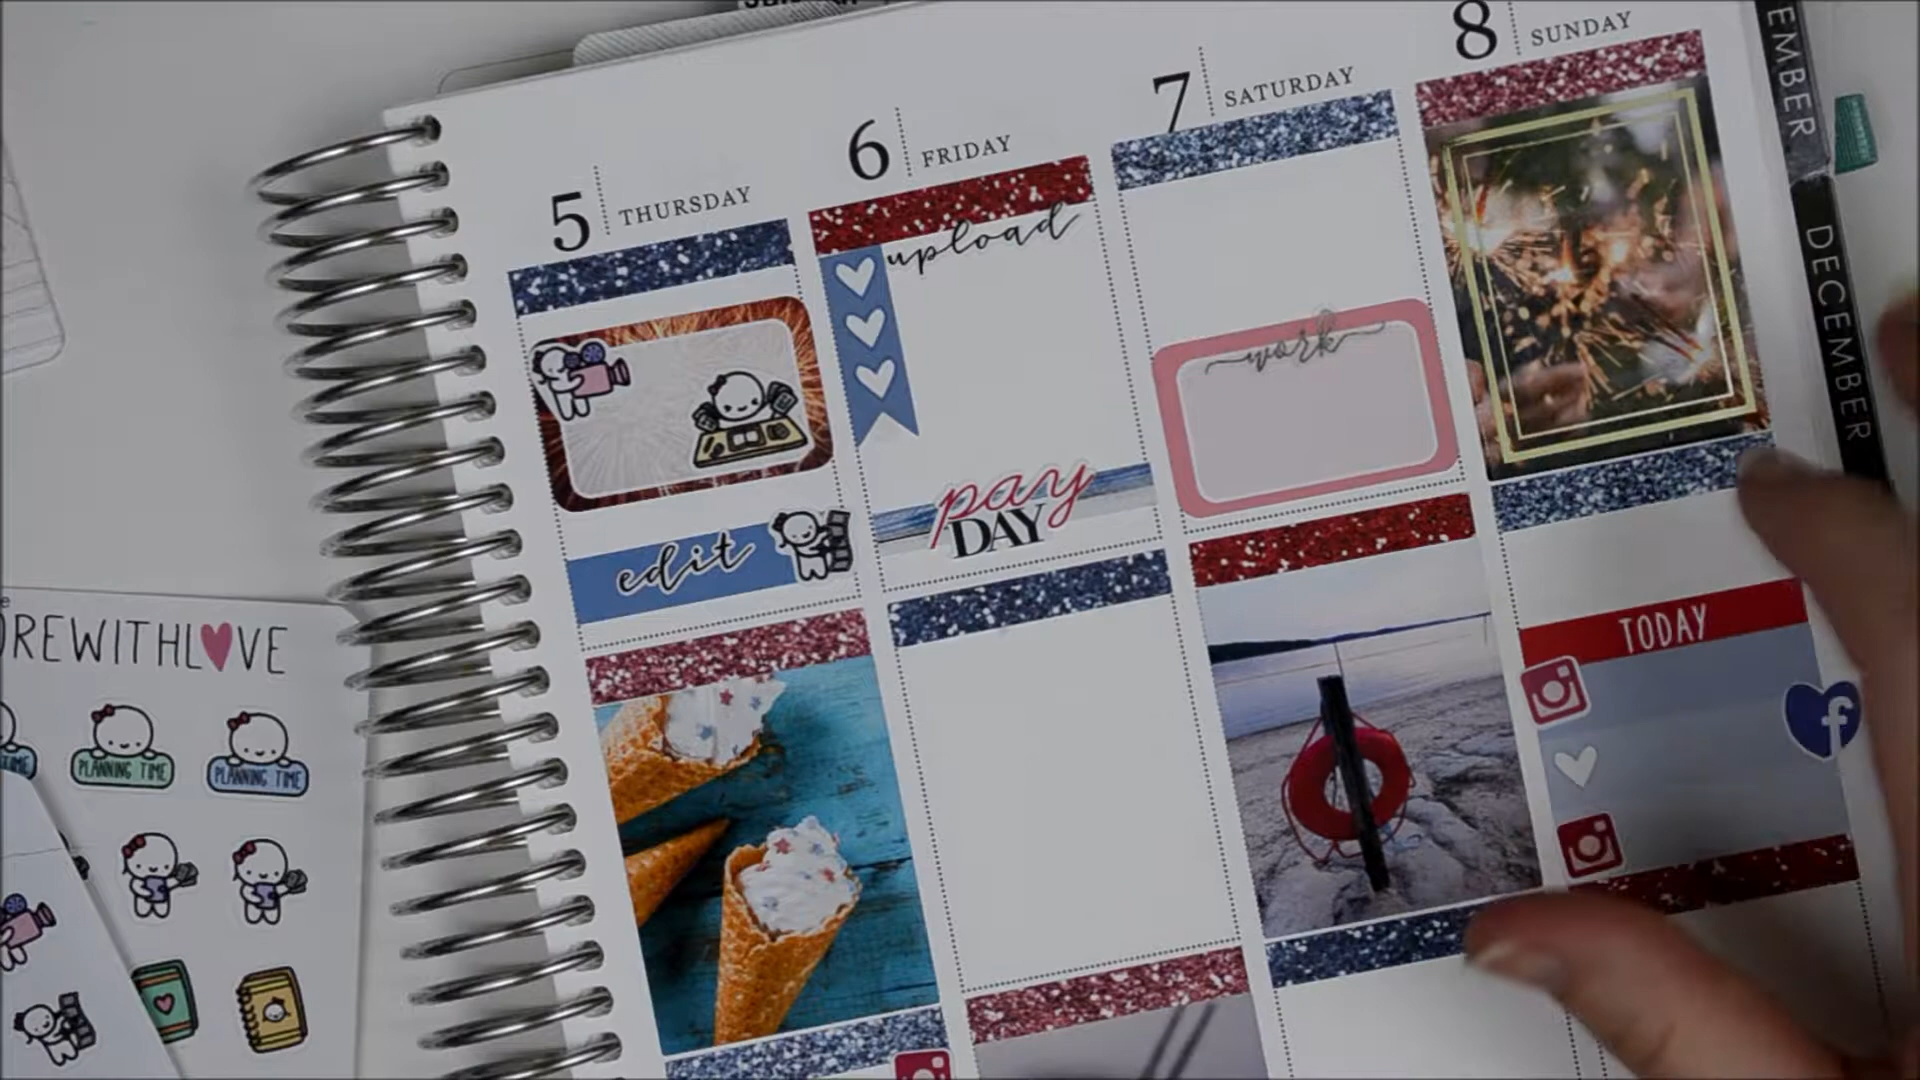 8 SUNDAY
7 SATURDAY
6 FRIDAY
5 THURSDAY
EMBER
DECEMBER
upload
work
pay
DAY
edit
TODAY
OREWITHLOVE
PLANNING TIME
PLANNING TIME